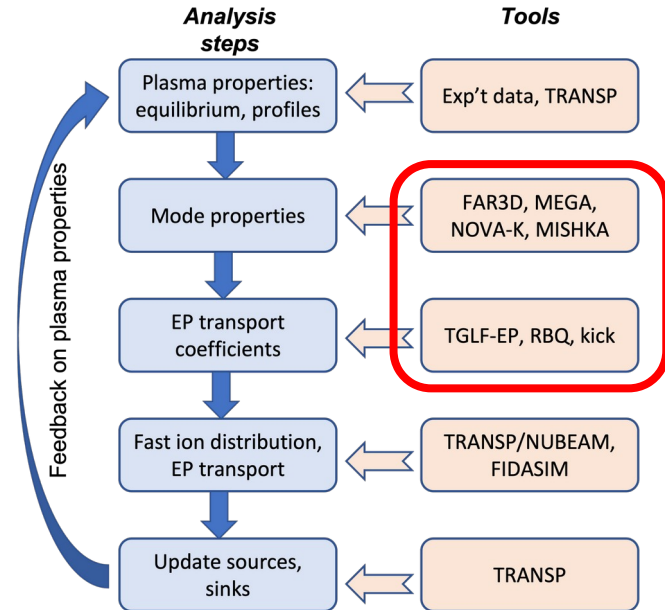 Analysis
steps
Tools
Plasma properties:
equilibrium, profiles
Exp’t data, TRANSP
Mode properties
FAR3D, MEGA,
NOVA-K, MISHKA
EP transport
coefficients
TGLF-EP, RBQ, kick
Fast ion distribution,
EP transport
TRANSP/NUBEAM,
FIDASIM
Update sources,
sinks
TRANSP
Feedback on plasma properties